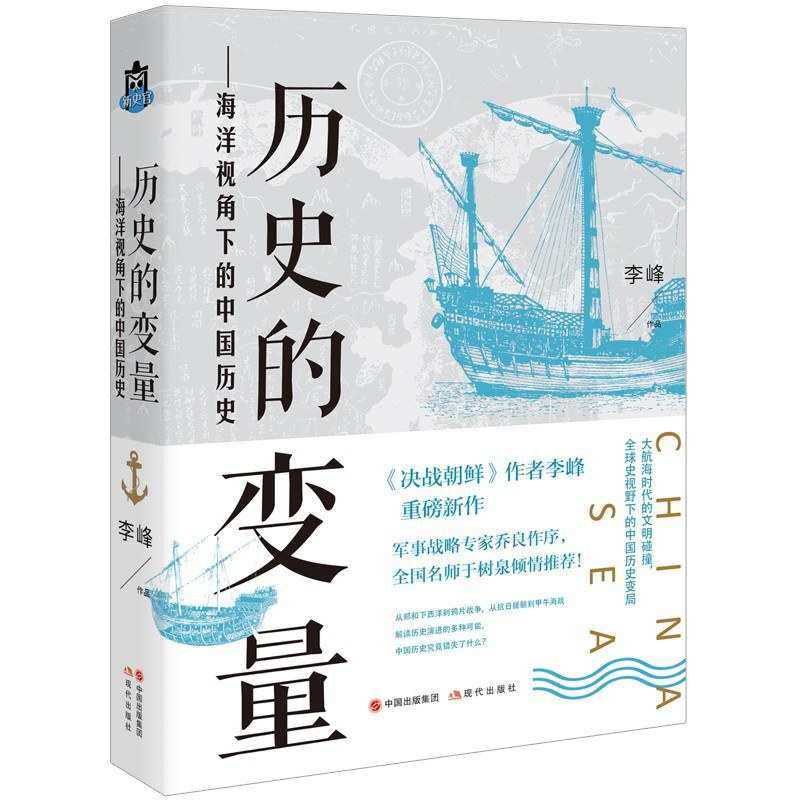 新史官
历史的变量
——海洋视角下的中国历史
李峰
作品
中国出版集团
现代出版社
历史的变量
——海洋视角下的中国历史
李峰
作品
CHINA
SEA
大航海时代的文明碰撞，
全球史视野下的中国历史变局
《决战朝鲜》作者李峰
重磅新作
军事战略专家乔良作序，
全国名师于树泉倾情推荐！
从郑和下西洋到鸦片战争，从抗日援朝到甲午海战
解读历史演进的多种可能，
中国历史究竟错失了什么？
中国出版集团
现代出版社